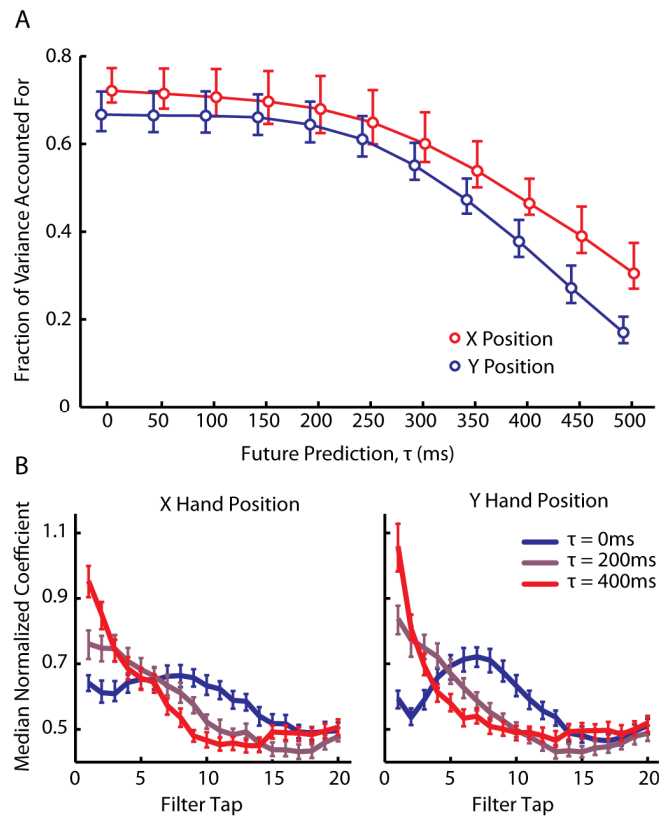 A
Fraction of Variance Accounted For
0.8
0.6
0.4
0.2
0
X Position
Y Position
0 50 100 150 200 250 300 350 400 450 500
Future Prediction, τ (ms)
B
X Hand Position
Y Hand Position
Median Normalized Coefficient
1.1
0.9
0.7
0.5
τ = 0ms
τ = 200ms
τ = 400ms
0 5 10 15 20
0 5 10 15 20
Filter Tap
Filter Tap